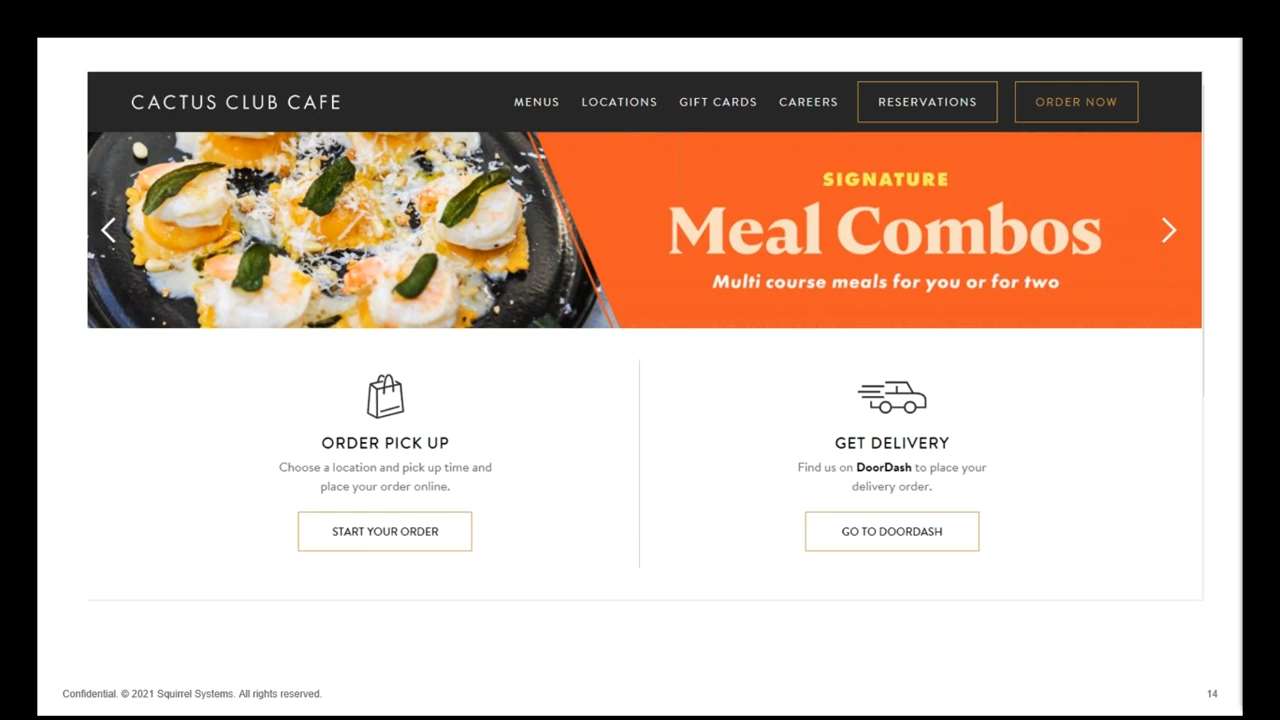 CACTUS CLUB CAFE
MENUS LOCATIONS GIFT CARDS CAREERS RESERVATIONS ORDER NOW
SIGNATURE
Meal Combos
Multi course meals for you or for two
ORDER PICK UP
Choose a location and pick up time and
place your order online.
START YOUR ORDER
GET DELIVERY
Find us on DoorDash to place your
delivery order.
GO TO DOORDASH
Confidential. © 2021 Squirrel Systems. All rights reserved.
14